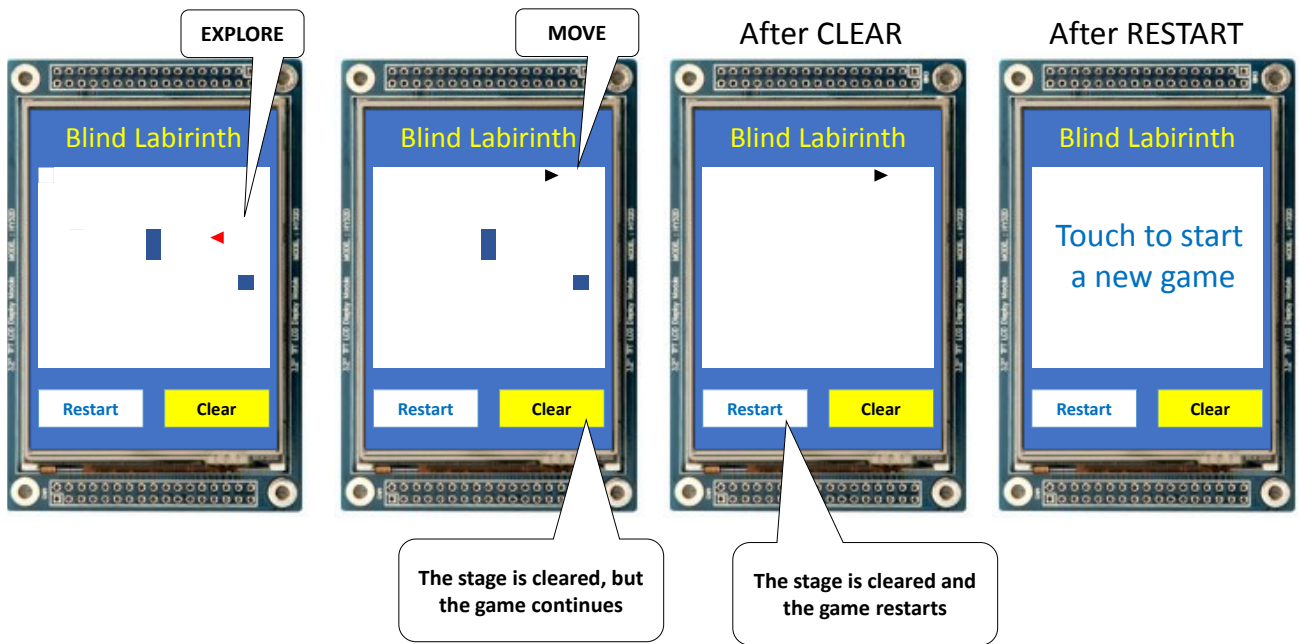 EXPLORE
MOVE
After CLEAR
After RESTART
Blind Labirinth
Blind Labirinth
Blind Labirinth
Blind Labirinth
Touch to start
a new game
Restart
Clear
Restart
Clear
Restart
Clear
Restart
Clear
The stage is cleared, but
the game continues
The stage is cleared and
the game restarts